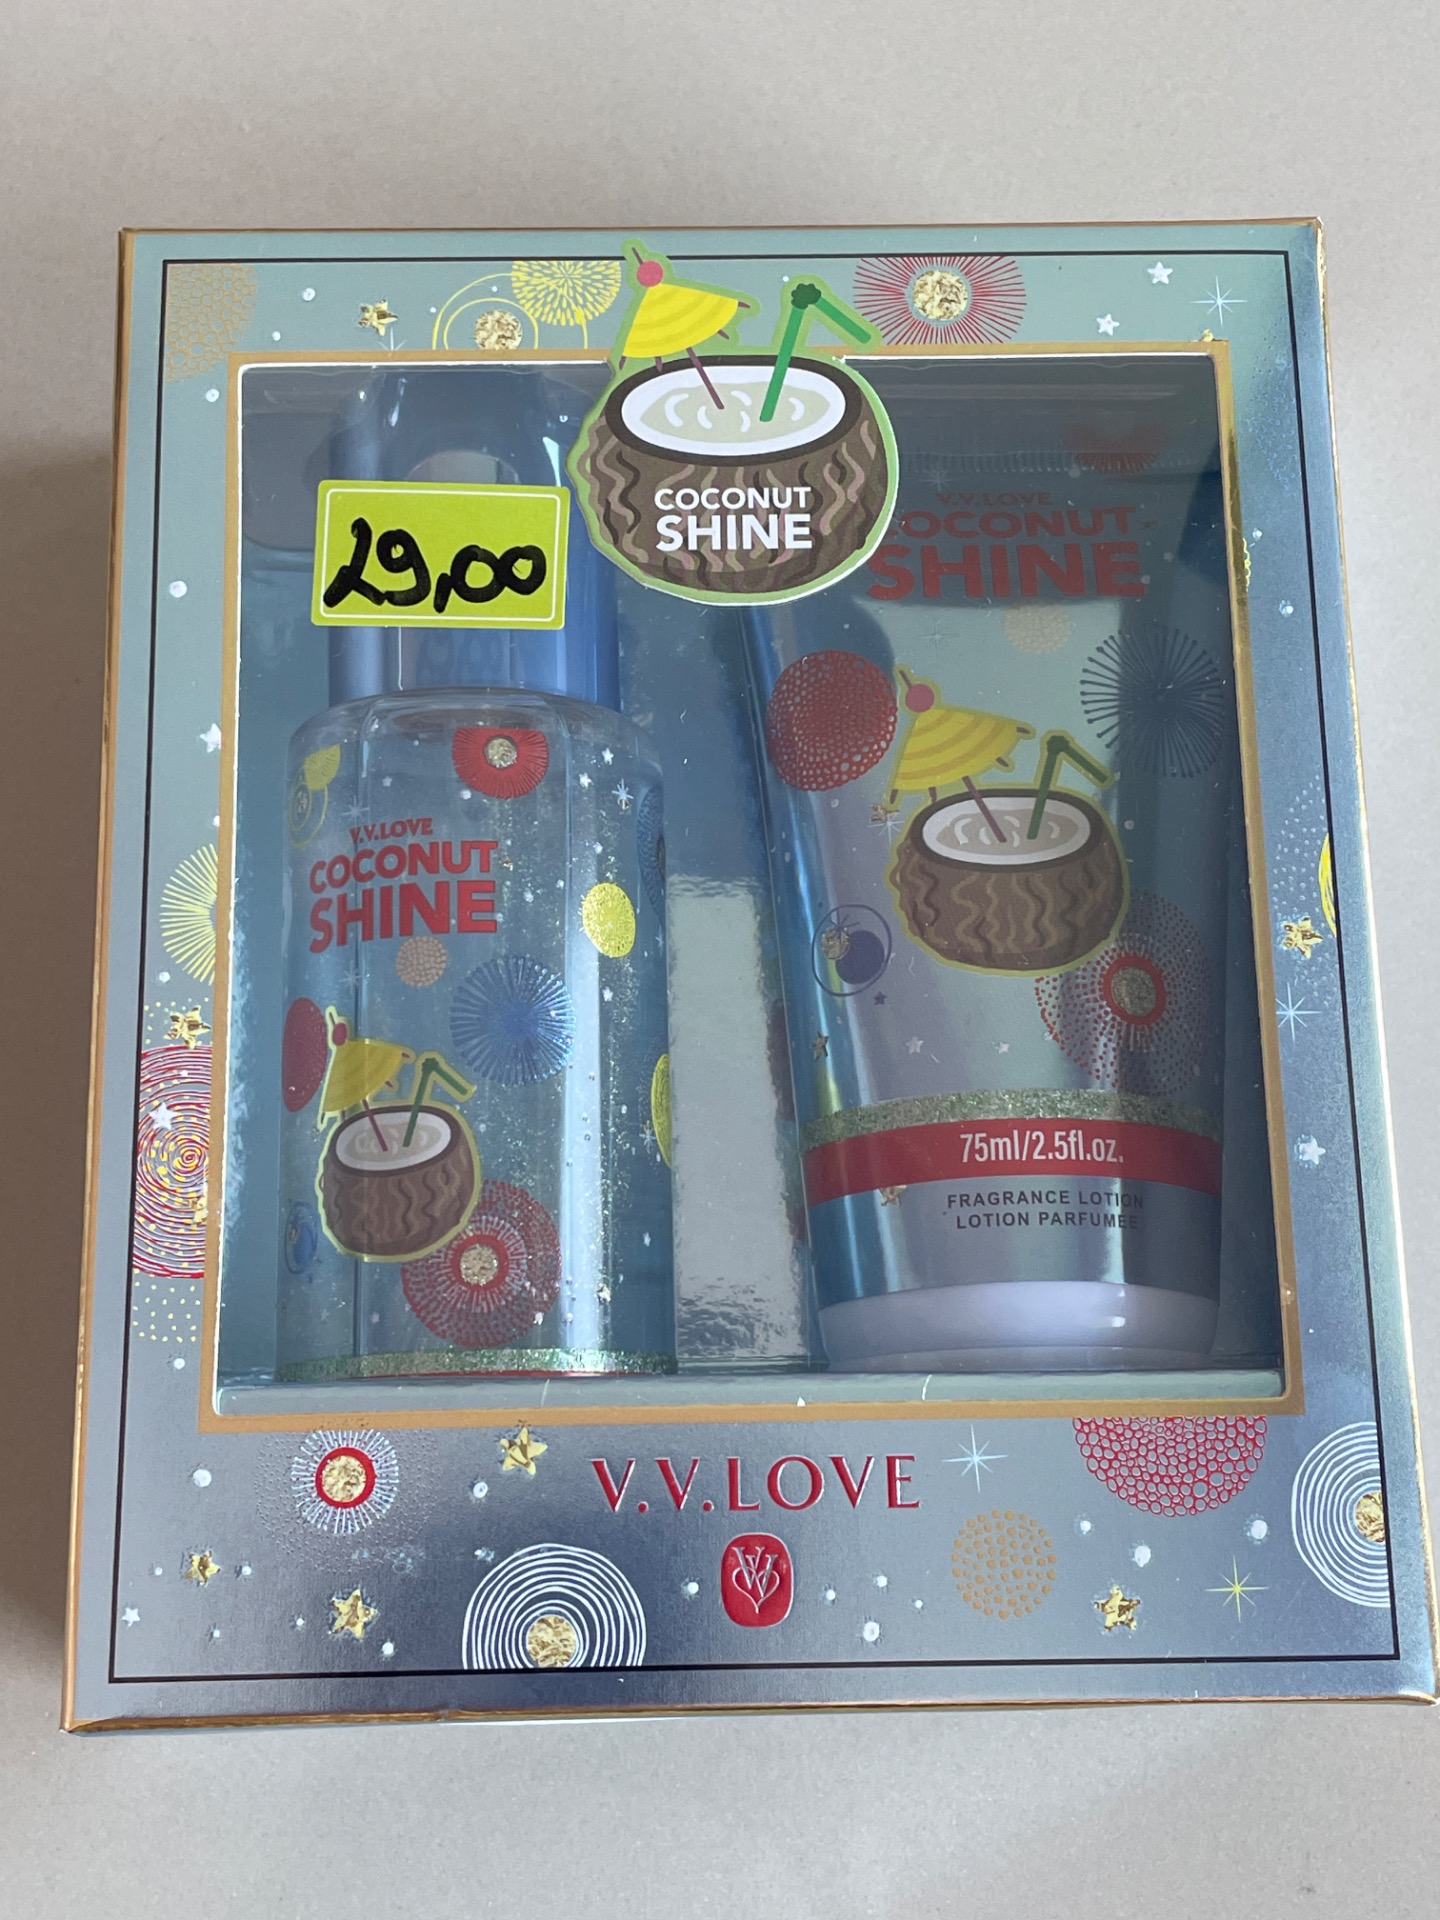 COCONUT
SHINE
29,00
V.V.LOVE
COCONUT
SHINE
V.V.LOVE
COCONUT
SHINE
75ml/2.5fl.oz.
FRAGRANCE LOTION
LOTION PARFUMEE
V.V.LOVE